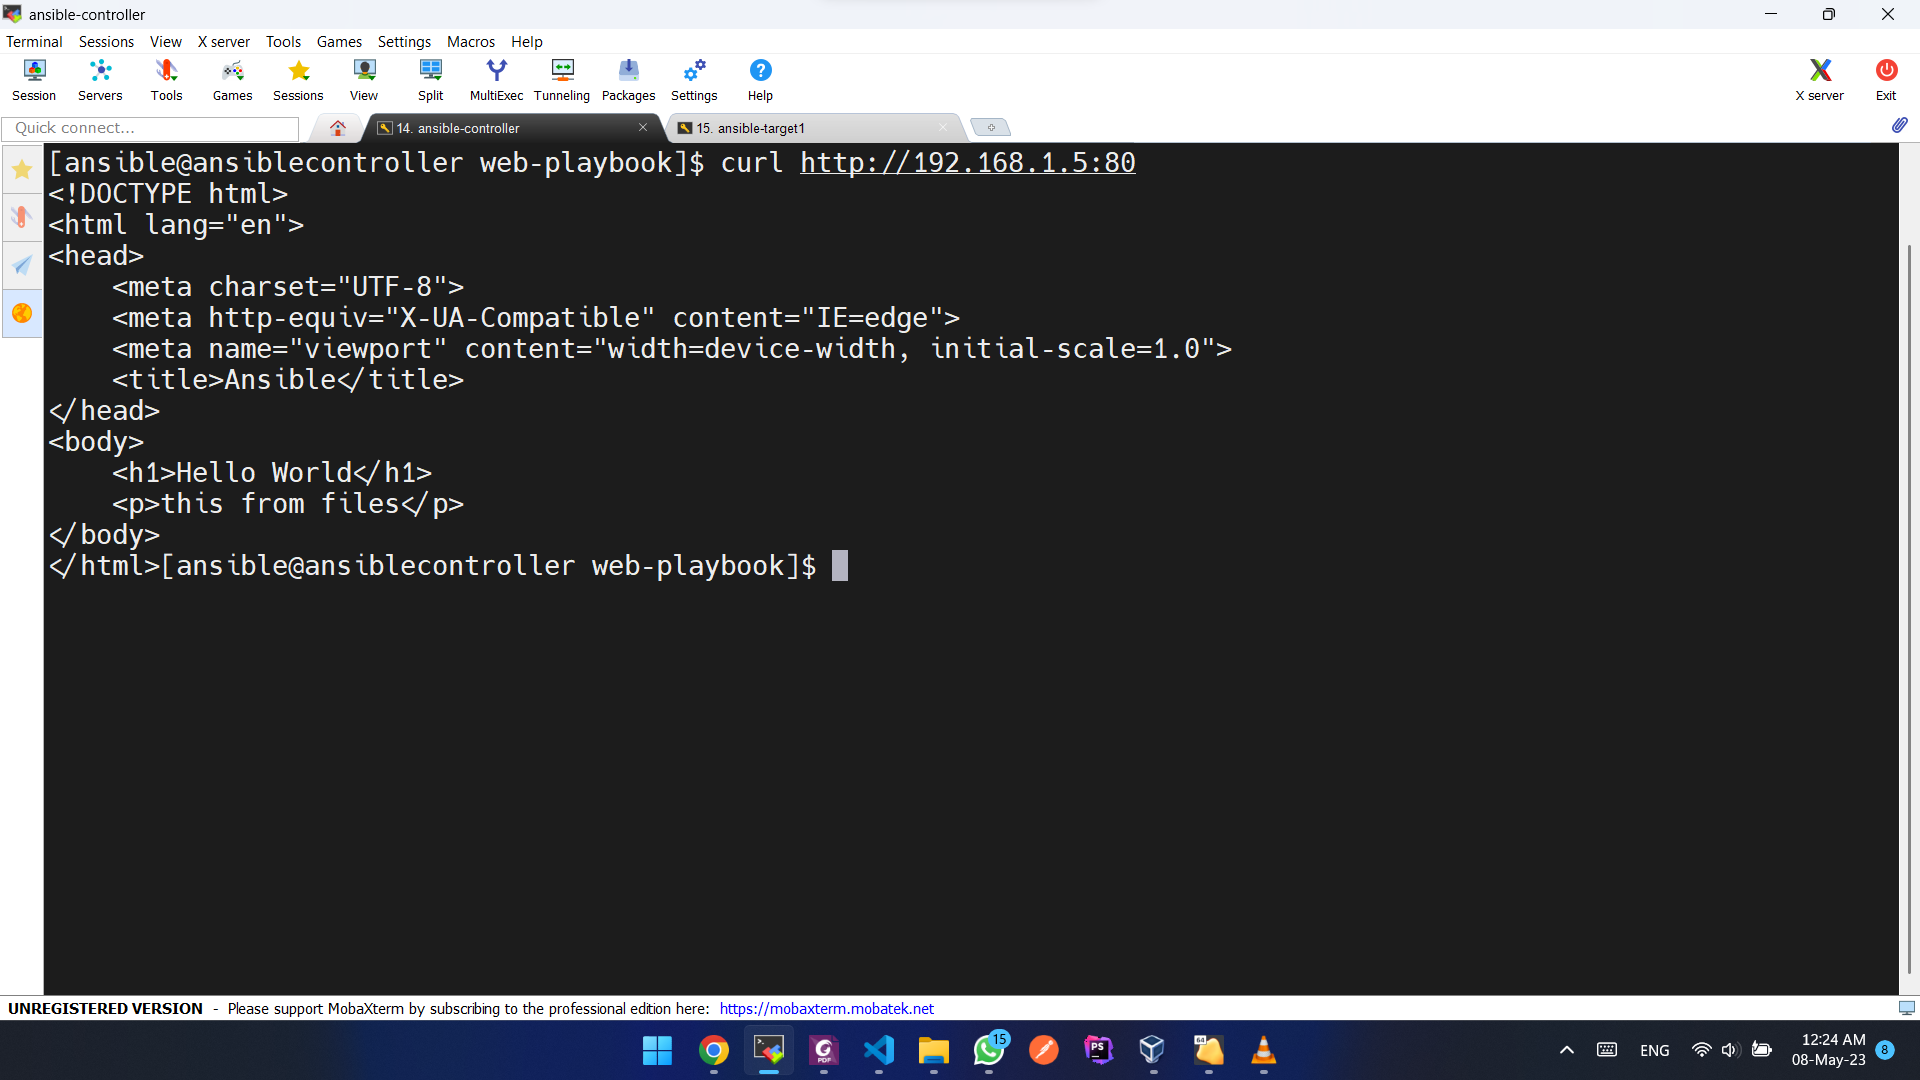 ansible-controller
Terminal Sessions View X server Tools Games Settings Macros Help
Session Servers Tools Games Sessions View Split MultiExec Tunneling Packages Settings Help X server Exit
Quick connect... 14. ansible-controller 15. ansible-target1
[ansible@ansiblecontroller web-playbook]$ curl http://192.168.1.5:80
<!DOCTYPE html>
<html lang="en">
<head>
    <meta charset="UTF-8">
    <meta http-equiv="X-UA-Compatible" content="IE=edge">
    <meta name="viewport" content="width=device-width, initial-scale=1.0">
    <title>Ansible</title>
</head>
<body>
    <h1>Hello World</h1>
    <p>this from files</p>
</body>
</html>[ansible@ansiblecontroller web-playbook]$
UNREGISTERED VERSION - Please support MobaXterm by subscribing to the professional edition here: https://mobaxterm.mobatek.net
PDF 15 PS 64 ENG 12:24 AM
08-May-23 8